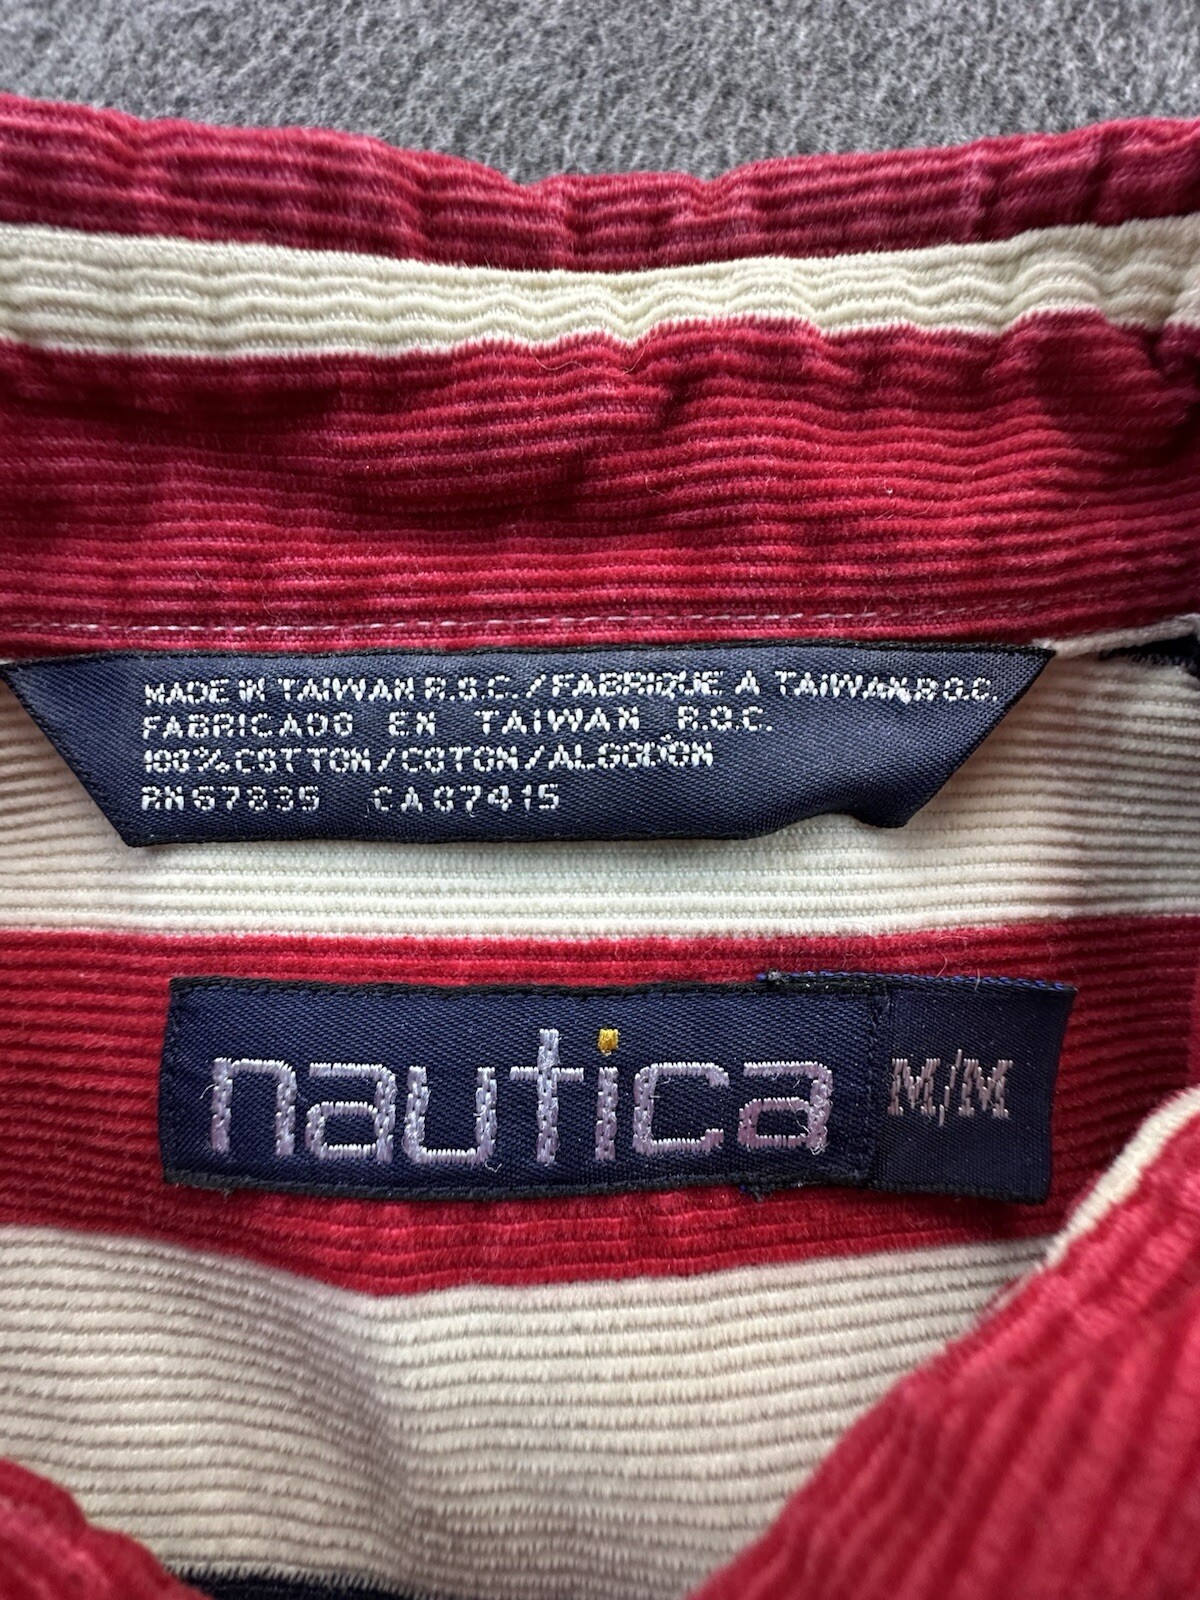 MADE IN TAIWAN R.O.C./FABRIQUE A TAIWAN R.O.C.
FABRICADO EN TAIWAN R.O.C.
100% COTTON/COTON/ALGODON
RN67835 CA07415
nautica M/M